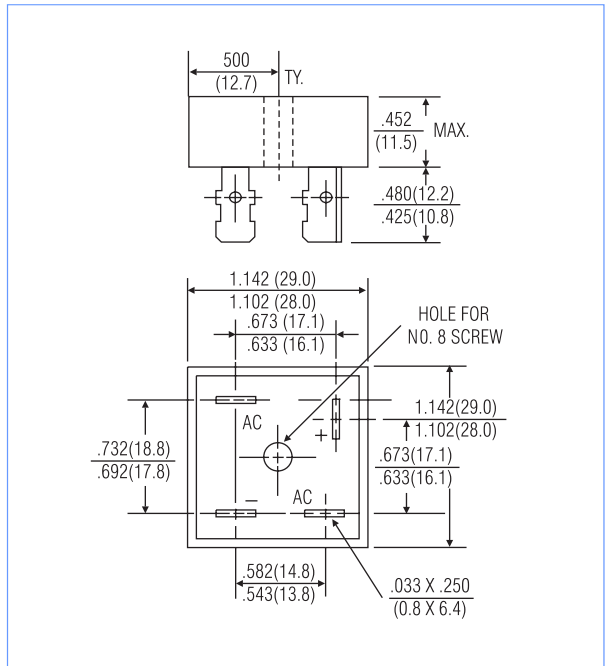 500
(12.7)
TY.
.452
(11.5)
MAX.
.480(12.2)
.425(10.8)
1.142 (29.0)
1.102 (28.0)
.673 (17.1)
.633 (16.1)
HOLE FOR
NO. 8 SCREW
AC
+
1.142(29.0)
1.102(28.0)
.732(18.8)
.692(17.8)
.673(17.1)
.633(16.1)
–
AC
.582(14.8)
.543(13.8)
.033 X .250
(0.8 X 6.4)